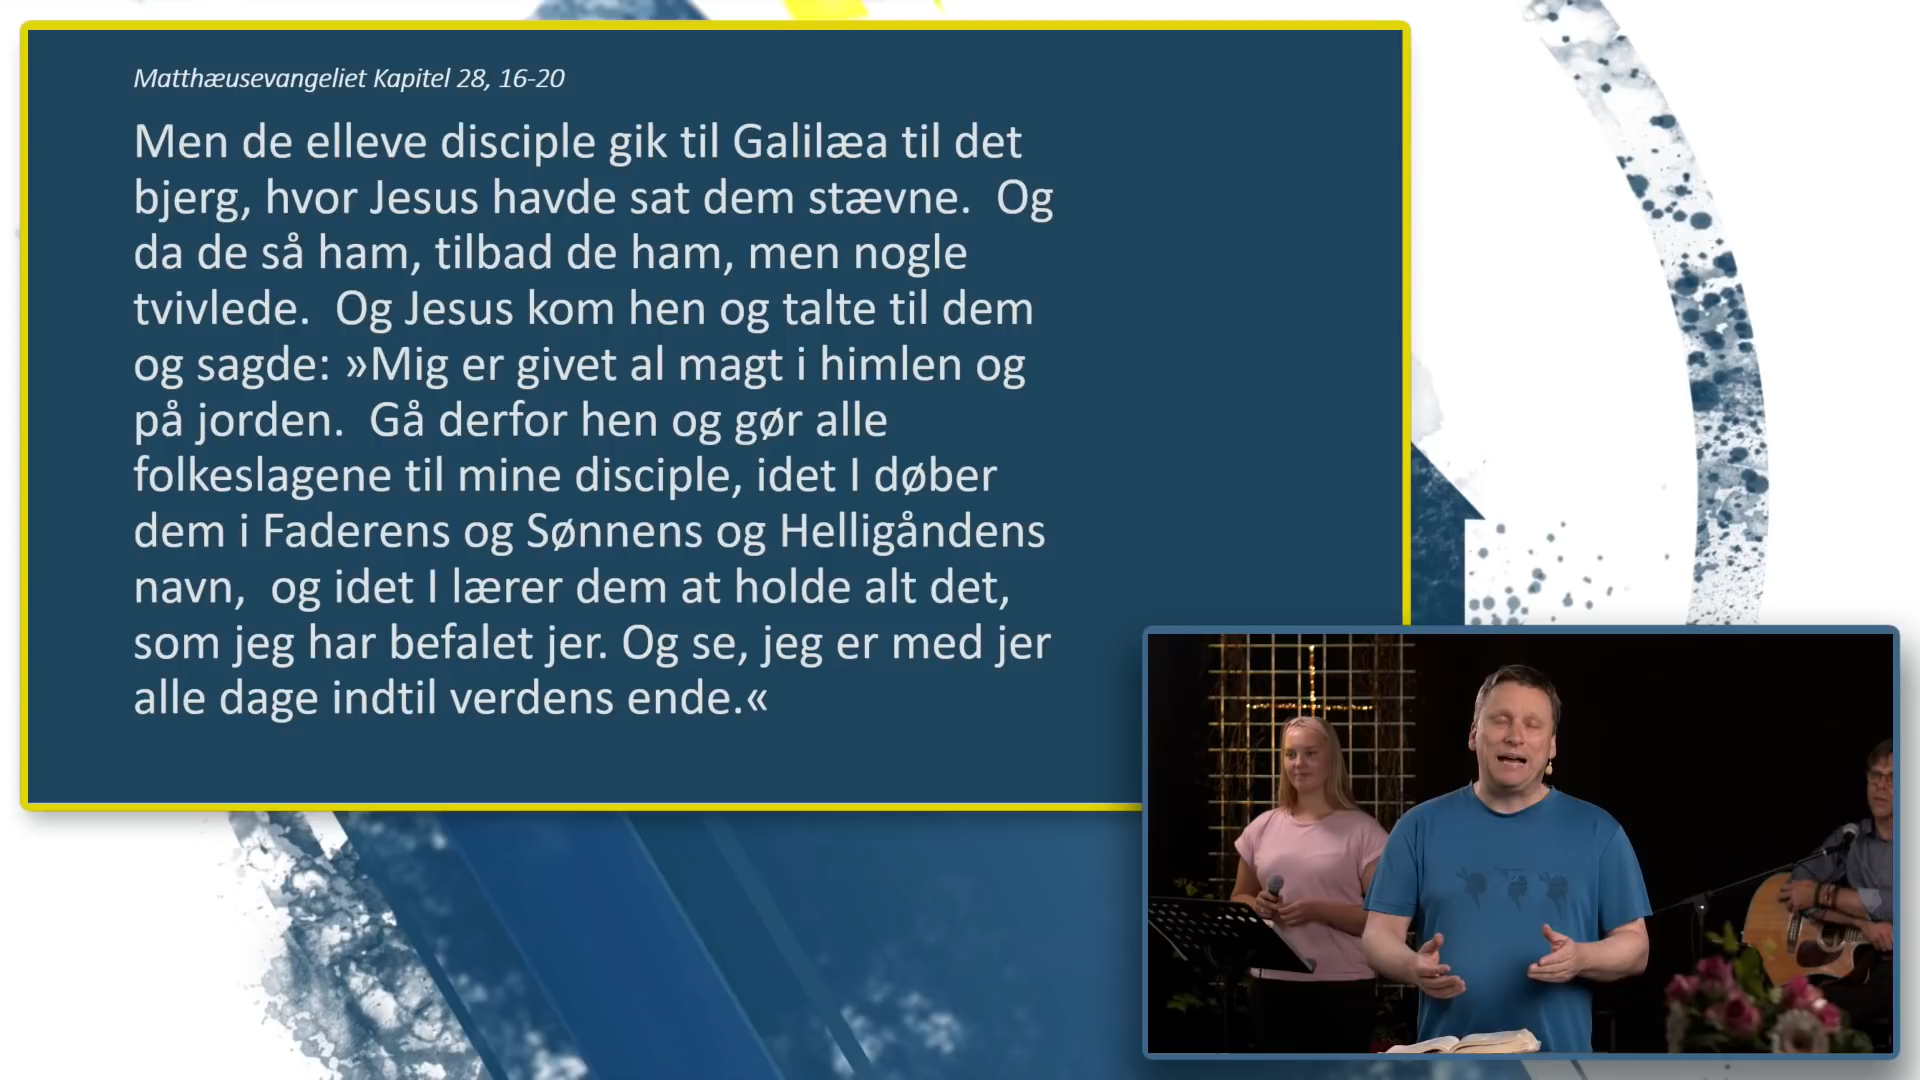 Matthæusevangeliet Kapitel 28, 16-20
Men de elleve disciple gik til Galilæa til det
bjerg, hvor Jesus havde sat dem stævne.  Og
da de så ham, tilbad de ham, men nogle
tvivlede.  Og Jesus kom hen og talte til dem
og sagde: »Mig er givet al magt i himlen og
på jorden.  Gå derfor hen og gør alle
folkeslagene til mine disciple, idet I døber
dem i Faderens og Sønnens og Helligåndens
navn,  og idet I lærer dem at holde alt det,
som jeg har befalet jer. Og se, jeg er med jer
alle dage indtil verdens ende.«